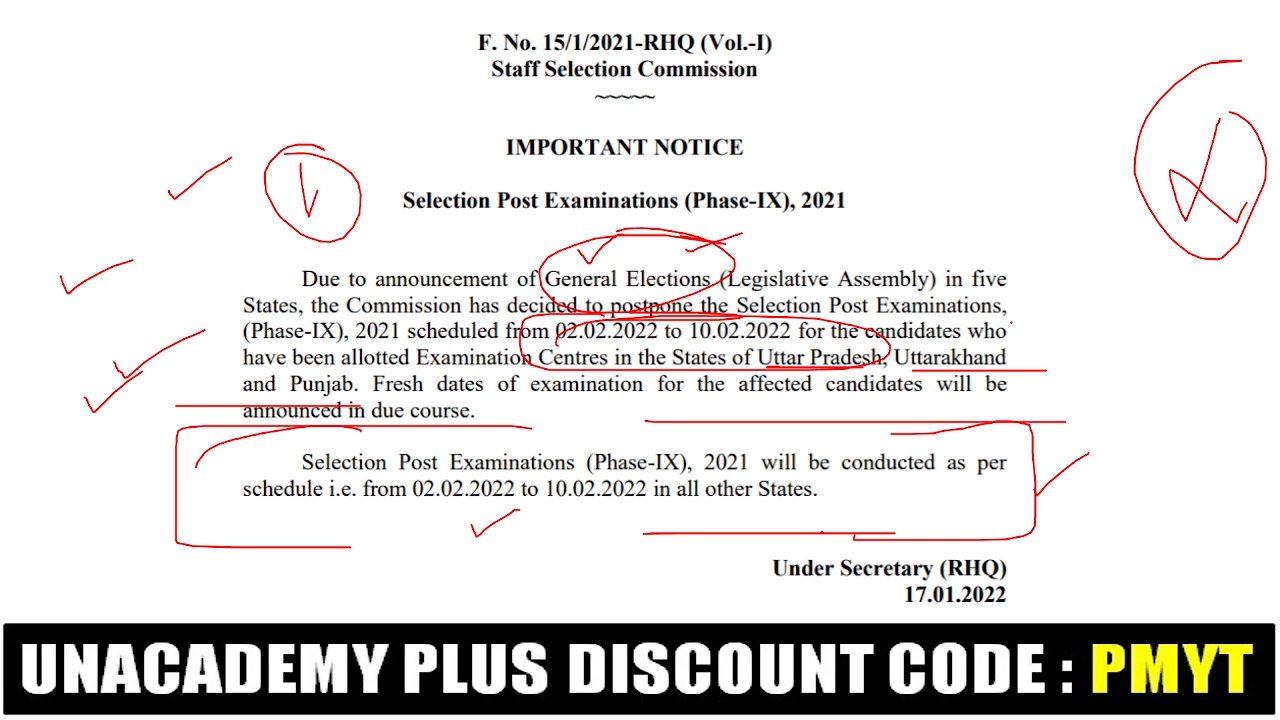 F. No. 15/1/2021-RHQ (Vol.-I)
Staff Selection Commission
~~~~~
IMPORTANT NOTICE
Selection Post Examinations (Phase-IX), 2021
Due to announcement of General Elections (Legislative Assembly) in five
States, the Commission has decided to postpone the Selection Post Examinations,
(Phase-IX), 2021 scheduled from 02.02.2022 to 10.02.2022 for the candidates who
have been allotted Examination Centres in the States of Uttar Pradesh, Uttarakhand
and Punjab. Fresh dates of examination for the affected candidates will be
announced in due course.
Selection Post Examinations (Phase-IX), 2021 will be conducted as per
schedule i.e. from 02.02.2022 to 10.02.2022 in all other States.
Under Secretary (RHQ)
17.01.2022
UNACADEMY PLUS DISCOUNT CODE : PMYT